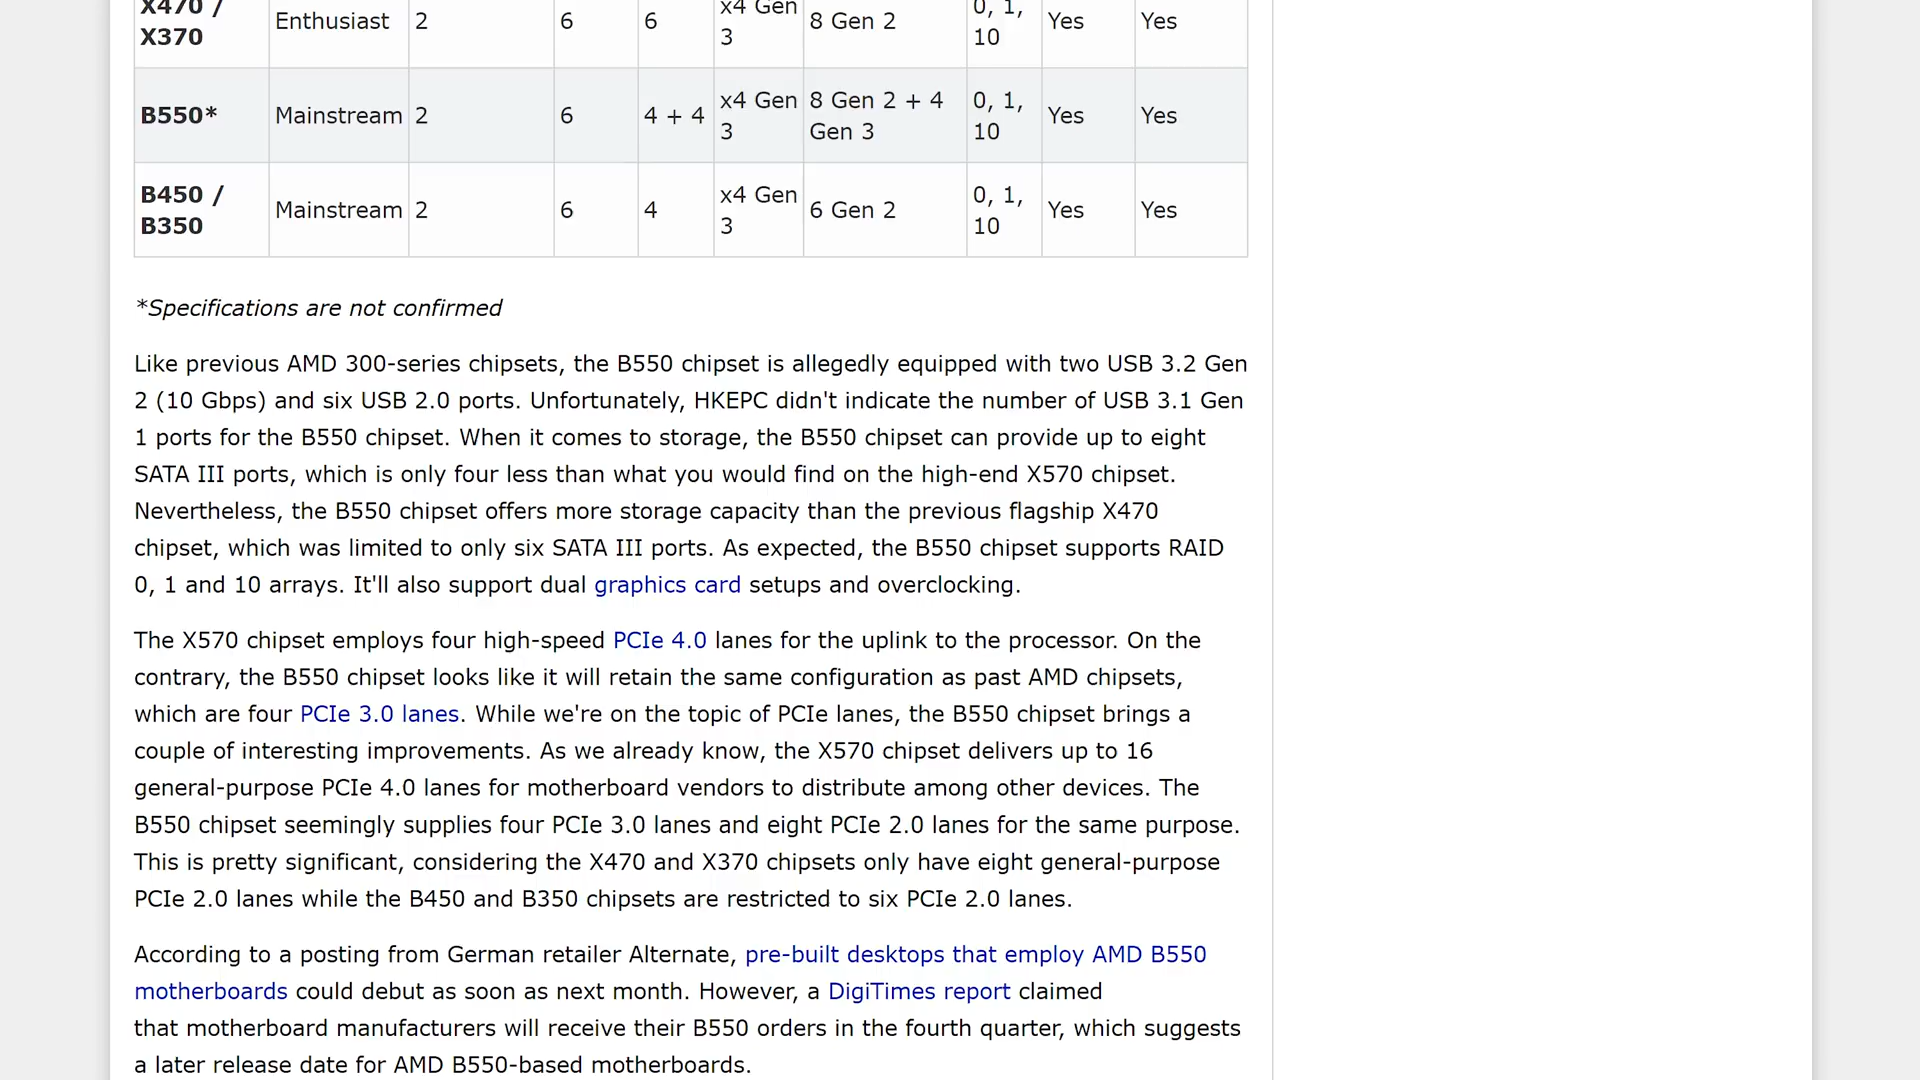 X470 /
X370
Enthusiast
2
6
6
x4 Gen
3
8 Gen 2
0, 1,
10
Yes
Yes
B550*
Mainstream
2
6
4 + 4
x4 Gen
3
8 Gen 2 + 4
Gen 3
0, 1,
10
Yes
Yes
B450 /
B350
Mainstream
2
6
4
x4 Gen
3
6 Gen 2
0, 1,
10
Yes
Yes
*Specifications are not confirmed
Like previous AMD 300-series chipsets, the B550 chipset is allegedly equipped with two USB 3.2 Gen
2 (10 Gbps) and six USB 2.0 ports. Unfortunately, HKEPC didn't indicate the number of USB 3.1 Gen
1 ports for the B550 chipset. When it comes to storage, the B550 chipset can provide up to eight
SATA III ports, which is only four less than what you would find on the high-end X570 chipset.
Nevertheless, the B550 chipset offers more storage capacity than the previous flagship X470
chipset, which was limited to only six SATA III ports. As expected, the B550 chipset supports RAID
0, 1 and 10 arrays. It'll also support dual graphics card setups and overclocking.
The X570 chipset employs four high-speed PCIe 4.0 lanes for the uplink to the processor. On the
contrary, the B550 chipset looks like it will retain the same configuration as past AMD chipsets,
which are four PCIe 3.0 lanes. While we're on the topic of PCIe lanes, the B550 chipset brings a
couple of interesting improvements. As we already know, the X570 chipset delivers up to 16
general-purpose PCIe 4.0 lanes for motherboard vendors to distribute among other devices. The
B550 chipset seemingly supplies four PCIe 3.0 lanes and eight PCIe 2.0 lanes for the same purpose.
This is pretty significant, considering the X470 and X370 chipsets only have eight general-purpose
PCIe 2.0 lanes while the B450 and B350 chipsets are restricted to six PCIe 2.0 lanes.
According to a posting from German retailer Alternate, pre-built desktops that employ AMD B550
motherboards could debut as soon as next month. However, a DigiTimes report claimed
that motherboard manufacturers will receive their B550 orders in the fourth quarter, which suggests
a later release date for AMD B550-based motherboards.